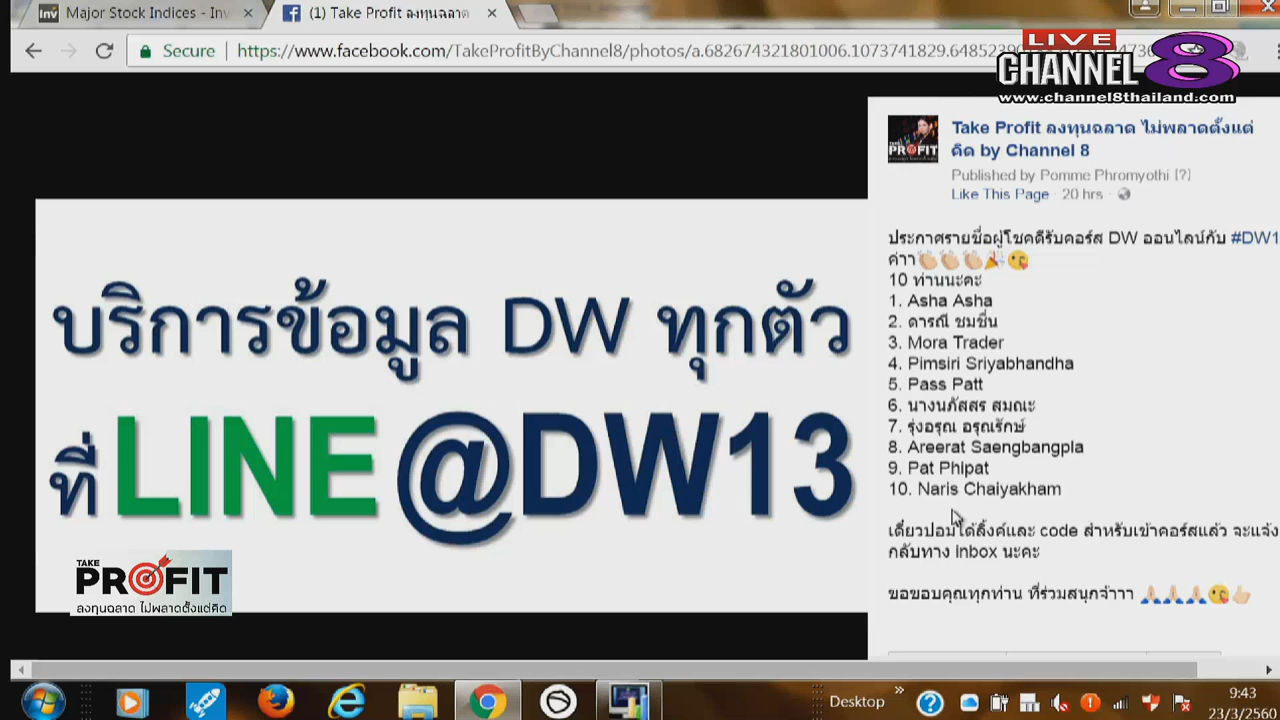 Major Stock Indices - Inv
(1) Take Profit ลงทุนฉลาด
LIVE
CHANNEL 8
www.channel8thailand.com
Secure
https://www.facebook.com/TakeProfitByChannel8/photos/a.682674321801006.1073741829.648523
Take Profit ลงทุนฉลาด ไม่พลาดตั้งแต่
คิด by Channel 8
Published by Pomme Phromyothi [?]
Like This Page · 20 hrs ·
ประกาศรายชื่อผู้โชคดีรับคอร์ส DW ออนไลน์กับ #DW1
ค่าา👏🏻👏🏻👏🏻🎉😘
10 ท่านนะคะ
1. Asha Asha
2. ดารณี ชมชื่น
3. Mora Trader
4. Pimsiri Sriyabhandha
5. Pass Patt
6. นางนภัสสร สมณะ
7. รุ่งอรุณ อรุณรักษ์
8. Areerat Saengbangpla
9. Pat Phipat
10. Naris Chaiyakham
เดี๋ยวปอมได้ลิ้งค์และ code สำหรับเข้าคอร์สแล้ว จะแจ้ง
กลับทาง inbox นะคะ
ขอขอบคุณทุกท่าน ที่ร่วมสนุกจ้าาา 🙏🏻🙏🏻🙏🏻😘👆🏻
บริการข้อมูล DW ทุกตัว
ที่ LINE @DW13
TAKE
PROFIT
ลงทุนฉลาด ไม่พลาดตั้งแต่คิด
Desktop
9:43
23/3/2560